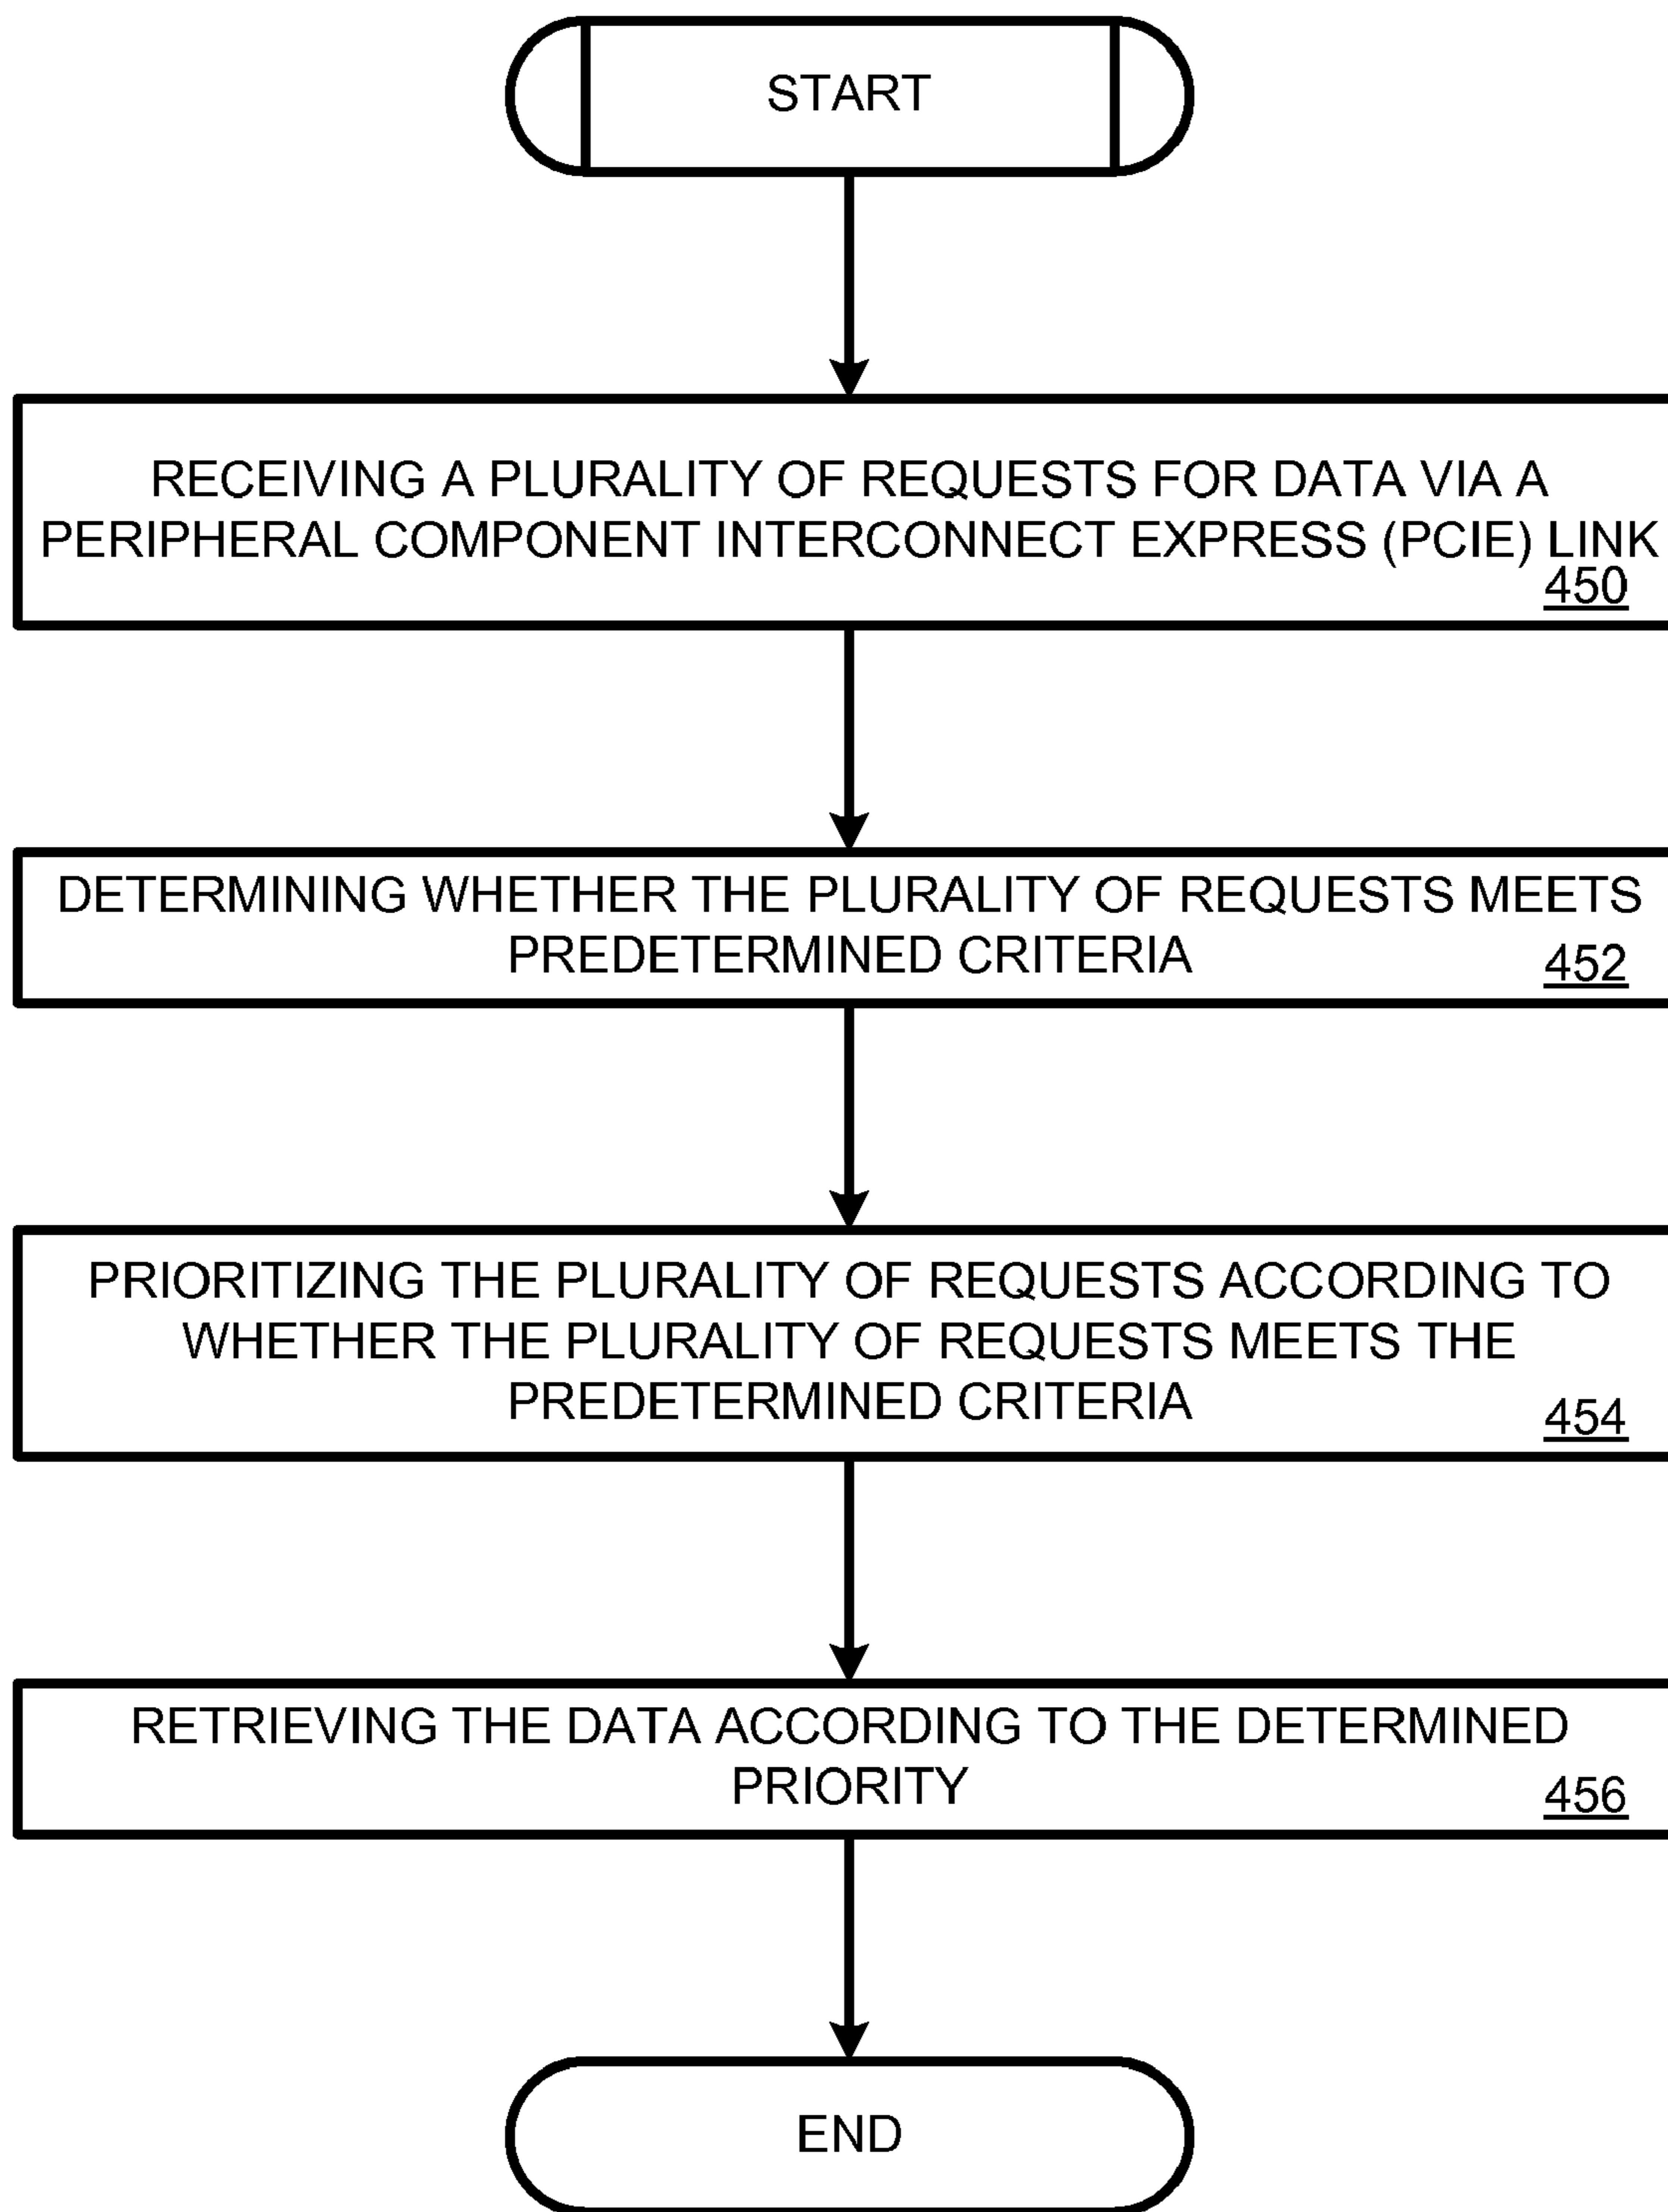 START
RECEIVING A PLURALITY OF REQUESTS FOR DATA VIA A
PERIPHERAL COMPONENT INTERCONNECT EXPRESS (PCIE) LINK
450
DETERMINING WHETHER THE PLURALITY OF REQUESTS MEETS
PREDETERMINED CRITERIA
452
PRIORITIZING THE PLURALITY OF REQUESTS ACCORDING TO
WHETHER THE PLURALITY OF REQUESTS MEETS THE
PREDETERMINED CRITERIA
454
RETRIEVING THE DATA ACCORDING TO THE DETERMINED
PRIORITY
456
END